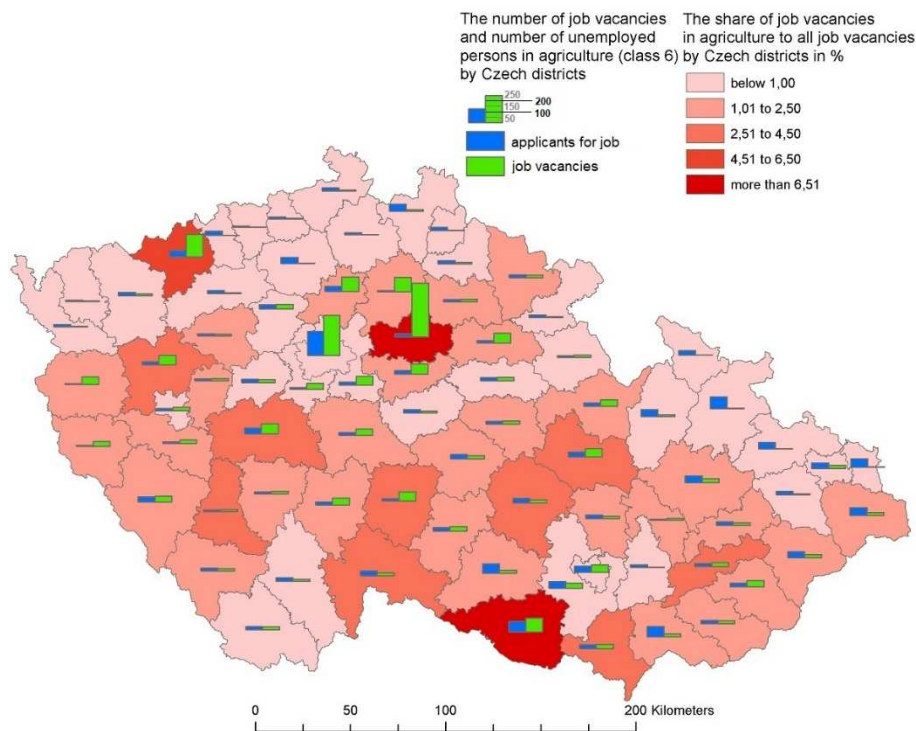 The number of job vacancies
and number of unemployed
persons in agriculture (class 6)
by Czech districts
250
200
150
100
50
applicants for job
job vacancies
The share of job vacancies
in agriculture to all job vacancies
by Czech districts in %
below 1,00
1,01 to 2,50
2,51 to 4,50
4,51 to 6,50
more than 6,51
0 50 100 200 Kilometers